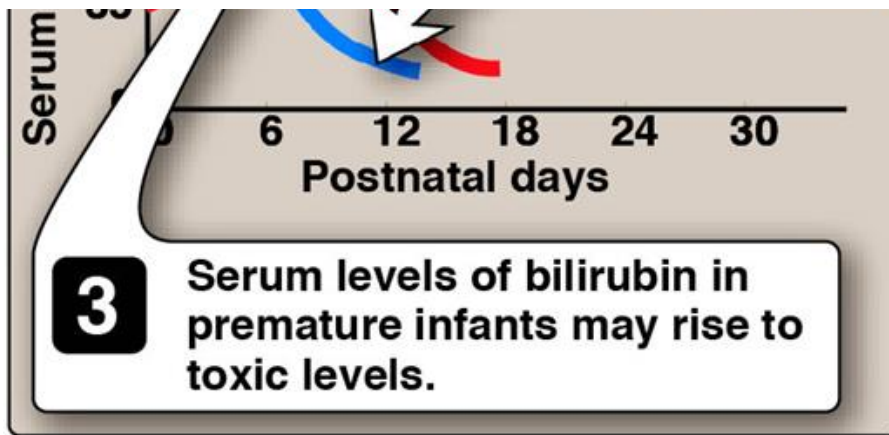 Serum
6 12 18 24 30
Postnatal days
3
Serum levels of bilirubin in
premature infants may rise to
toxic levels.